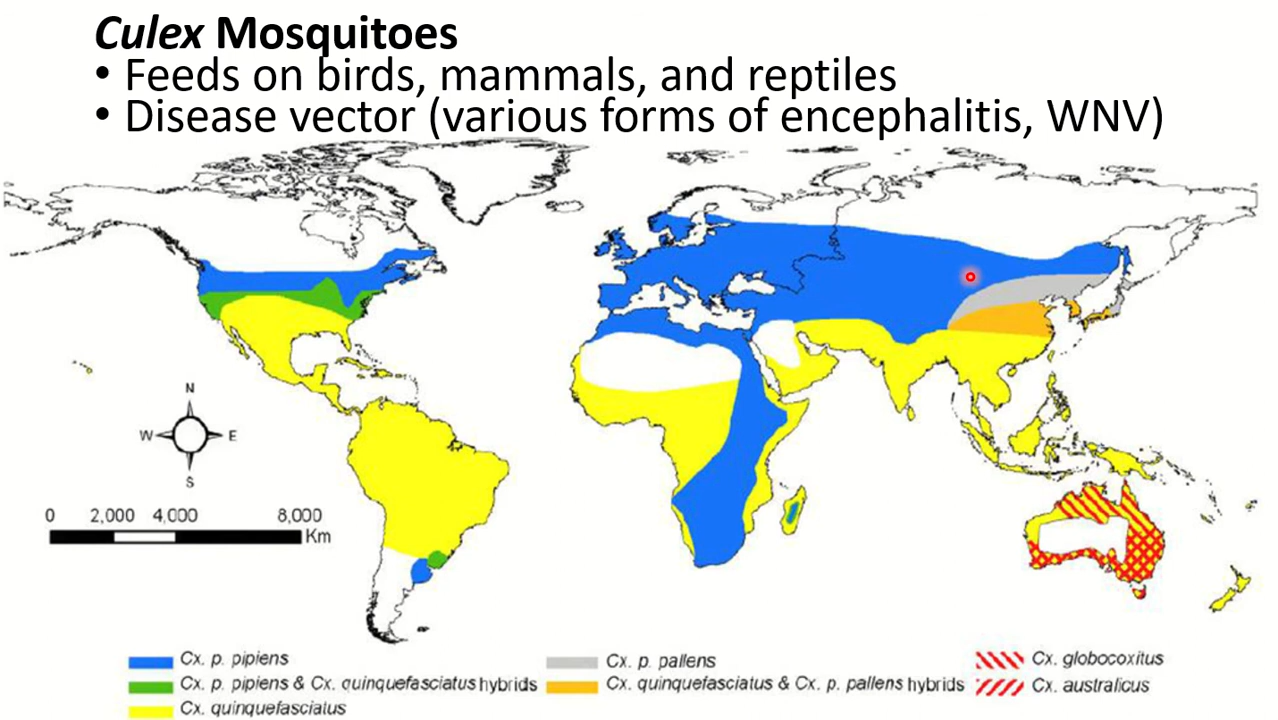 Culex Mosquitoes
• Feeds on birds, mammals, and reptiles
• Disease vector (various forms of encephalitis, WNV)
N
W E
S
0 2,000 4,000 8,000
Km
Cx. p. pipiens
Cx. p. pipiens & Cx. quinquefasciatus hybrids
Cx. quinquefasciatus
Cx. p. pallens
Cx. quinquefasciatus & Cx. p. pallens hybrids
Cx. globocoxitus
Cx. australicus